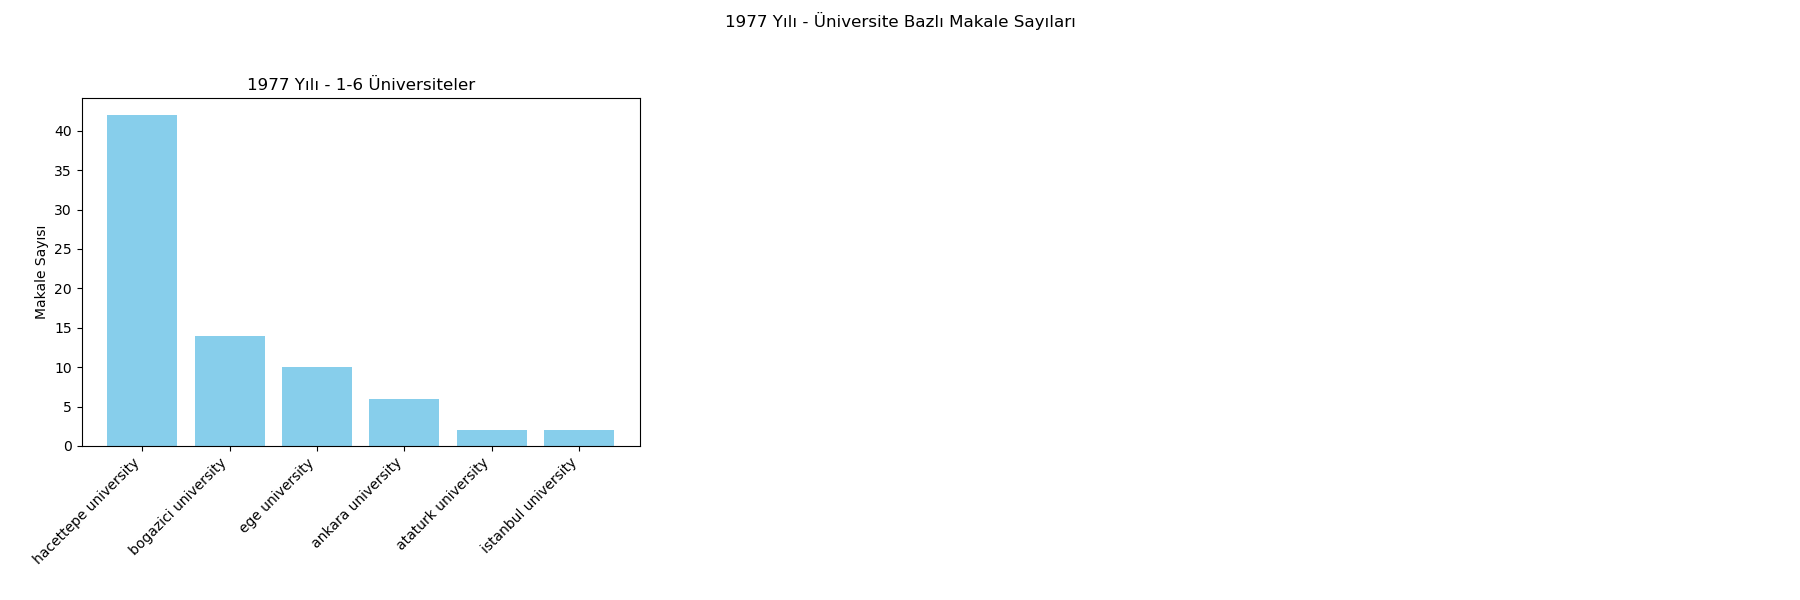 1977 Yılı - Üniversite Bazlı Makale Sayıları
1977 Yılı - 1-6 Üniversiteler
Makale Sayısı
40
35
30
25
20
15
10
5
0
hacettepe university
bogazici university
ege university
ankara university
ataturk university
istanbul university